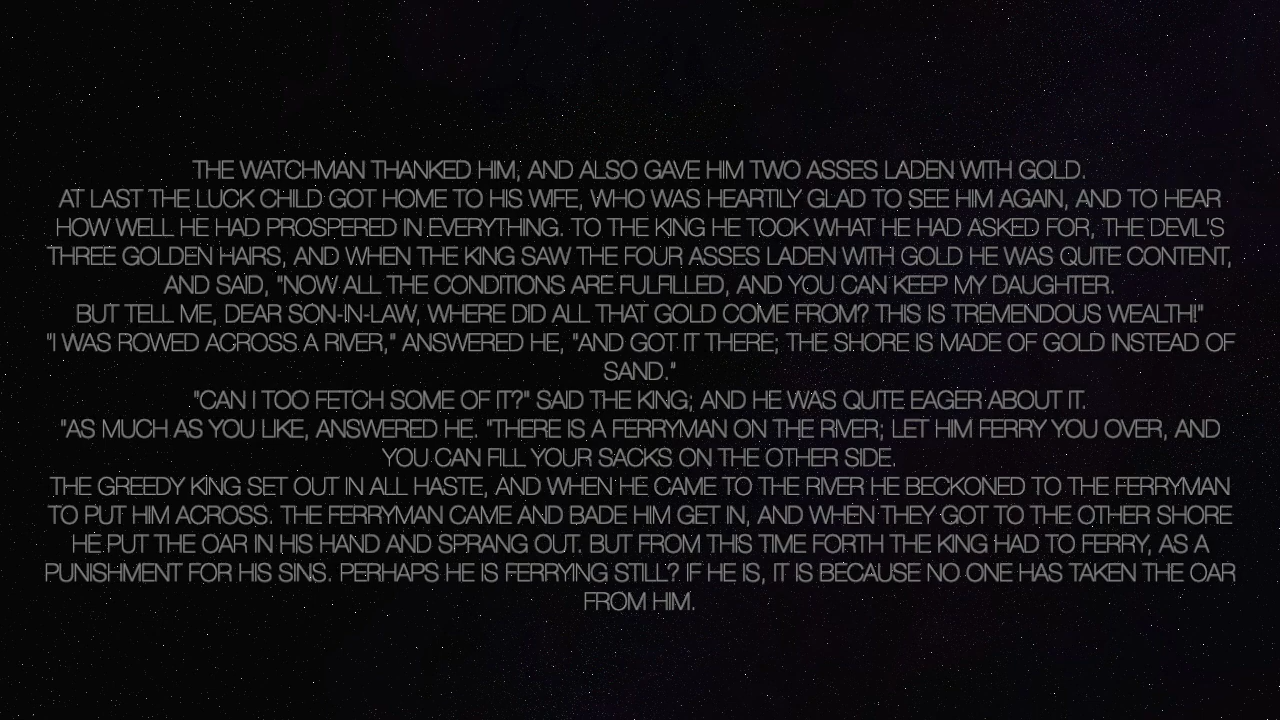 THE WATCHMAN THANKED HIM, AND ALSO GAVE HIM TWO ASSES LADEN WITH GOLD.
AT LAST THE LUCK CHILD GOT HOME TO HIS WIFE, WHO WAS HEARTILY GLAD TO SEE HIM AGAIN, AND TO HEAR
HOW WELL HE HAD PROSPERED IN EVERYTHING. TO THE KING HE TOOK WHAT HE HAD ASKED FOR, THE DEVIL'S
THREE GOLDEN HAIRS, AND WHEN THE KING SAW THE FOUR ASSES LADEN WITH GOLD HE WAS QUITE CONTENT,
AND SAID, "NOW ALL THE CONDITIONS ARE FULFILLED, AND YOU CAN KEEP MY DAUGHTER.
BUT TELL ME, DEAR SON-IN-LAW, WHERE DID ALL THAT GOLD COME FROM? THIS IS TREMENDOUS WEALTH!"
"I WAS ROWED ACROSS A RIVER," ANSWERED HE, "AND GOT IT THERE; THE SHORE IS MADE OF GOLD INSTEAD OF
SAND."
"CAN I TOO FETCH SOME OF IT?" SAID THE KING; AND HE WAS QUITE EAGER ABOUT IT.
"AS MUCH AS YOU LIKE, ANSWERED HE. "THERE IS A FERRYMAN ON THE RIVER; LET HIM FERRY YOU OVER, AND
YOU CAN FILL YOUR SACKS ON THE OTHER SIDE.
THE GREEDY KING SET OUT IN ALL HASTE, AND WHEN HE CAME TO THE RIVER HE BECKONED TO THE FERRYMAN
TO PUT HIM ACROSS. THE FERRYMAN CAME AND BADE HIM GET IN, AND WHEN THEY GOT TO THE OTHER SHORE
HE PUT THE OAR IN HIS HAND AND SPRANG OUT. BUT FROM THIS TIME FORTH THE KING HAD TO FERRY, AS A
PUNISHMENT FOR HIS SINS. PERHAPS HE IS FERRYING STILL? IF HE IS, IT IS BECAUSE NO ONE HAS TAKEN THE OAR
FROM HIM.